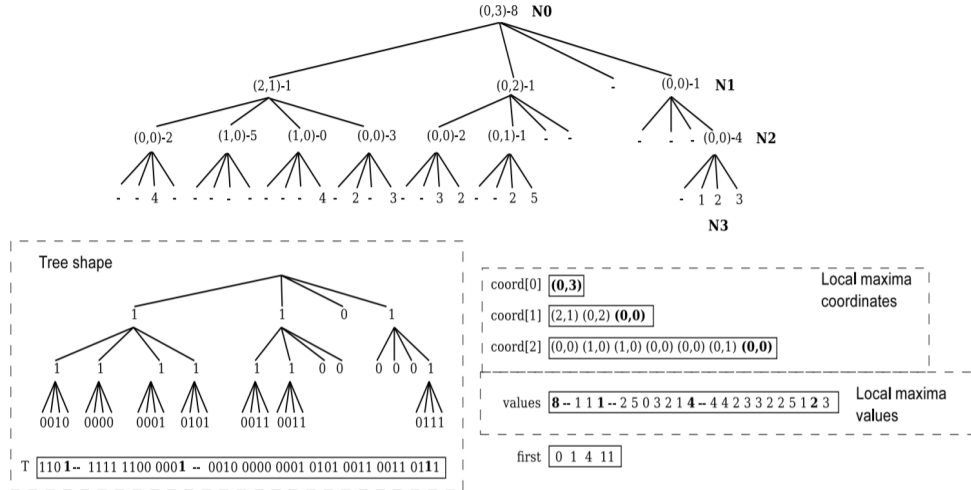 (0,3)-8 N0
(2,1)-1 (0,2)-1 - (0,0)-1 N1
(0,0)-2 (1,0)-5 (1,0)-0 (0,0)-3 (0,0)-2 (0,1)-1 - - - - - (0,0)-4 N2
- - 4 - - - - - - - - 4 - 2 - 3 - - 3 2 - - 2 5 - 1 2 3
N3
Tree shape
1 1 0 1
1 1 1 1 1 1 0 0 0 0 0 1
0010 0000 0001 0101 0011 0011 0111
T 1101-- 1111 1100 0001 -- 0010 0000 0001 0101 0011 0011 0111
coord[0] (0,3)
coord[1] (2,1) (0,2) (0,0)
coord[2] (0,0) (1,0) (1,0) (0,0) (0,0) (0,1) (0,0)
Local maxima
coordinates
values 8 -- 1 1 1 -- 2 5 0 3 2 1 4 -- 4 4 2 3 3 2 2 5 1 2 3
Local maxima
values
first 0 1 4 11